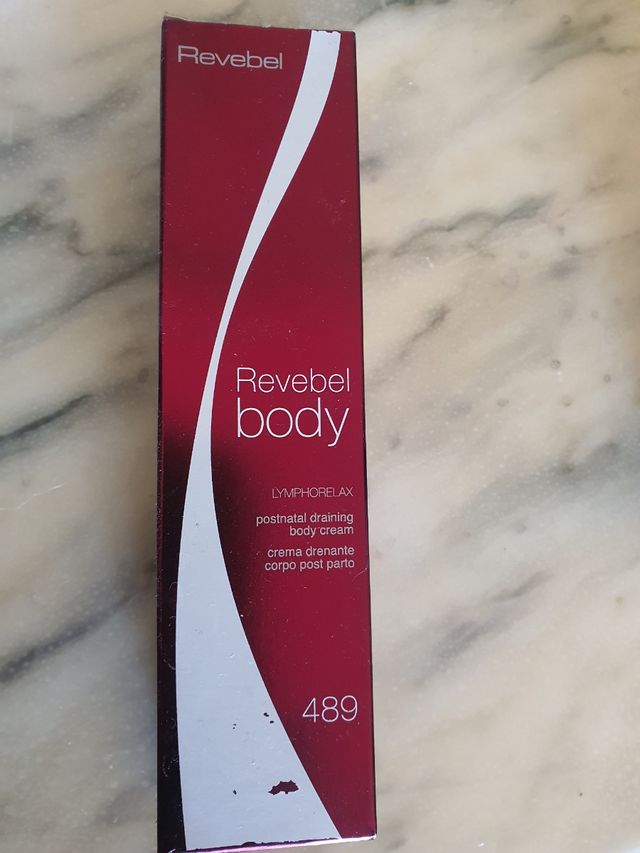 Revebel
Revebel
body
LYMPHORELAX
postnatal draining
body cream
crema drenante
corpo post parto
489